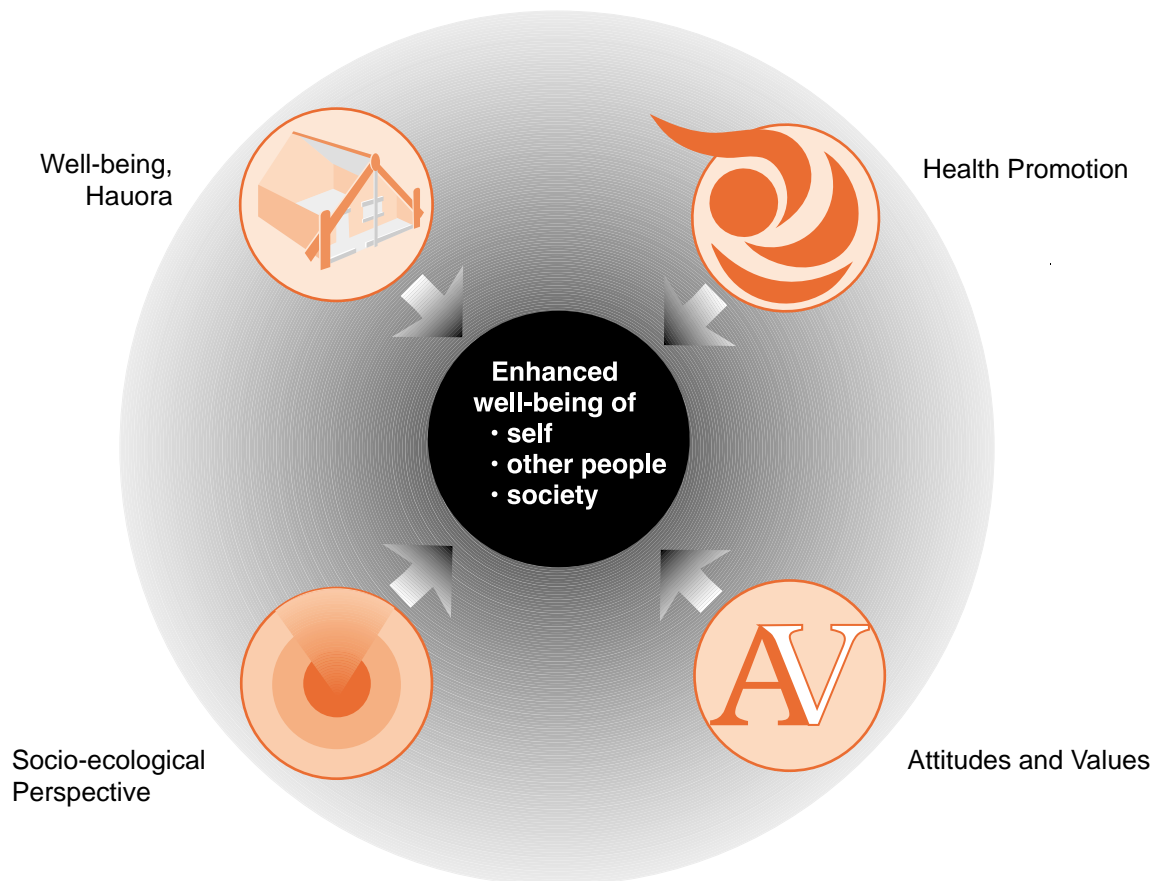 Well-being,
Hauora
Health Promotion
Enhanced
well-being of
• self
• other people
• society
Socio-ecological
Perspective
AV
Attitudes and Values